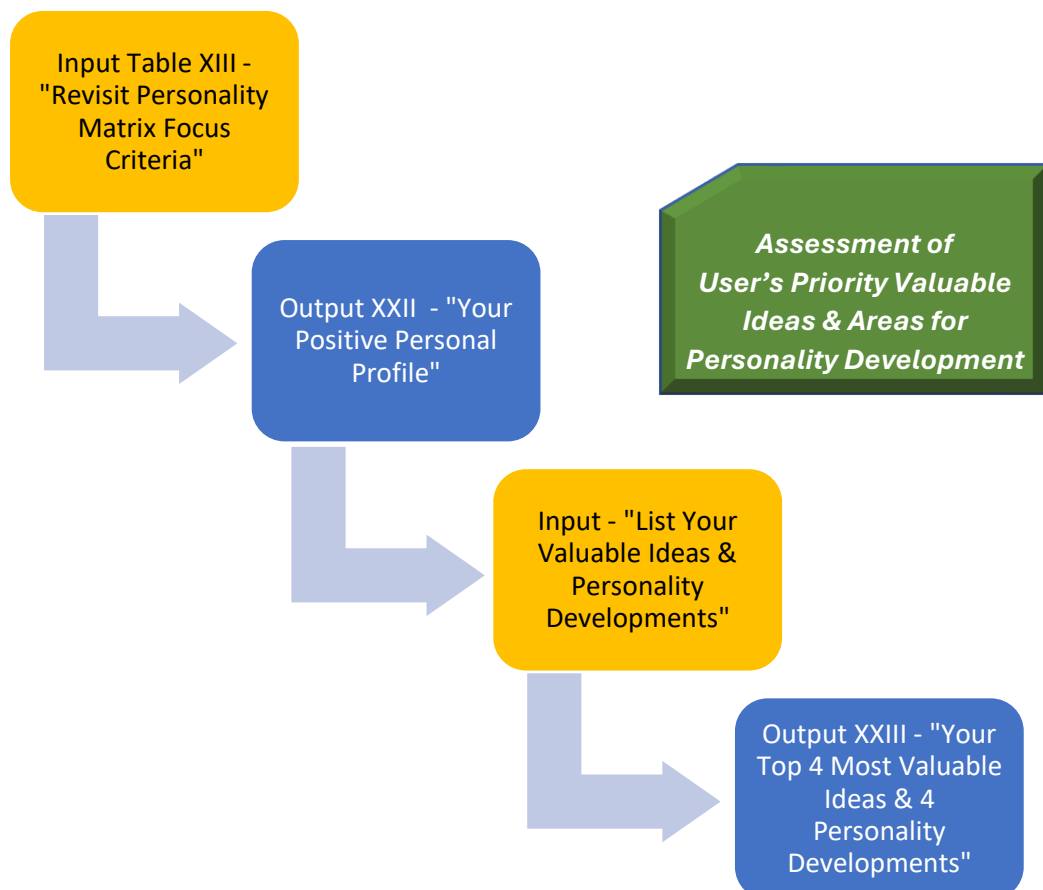 Input Table XIII -
"Revisit Personality
Matrix Focus
Criteria"
Assessment of
User’s Priority Valuable
Ideas & Areas for
Personality Development
Output XXII - "Your
Positive Personal
Profile"
Input - "List Your
Valuable Ideas &
Personality
Developments"
Output XXIII - "Your
Top 4 Most Valuable
Ideas & 4
Personality
Developments"